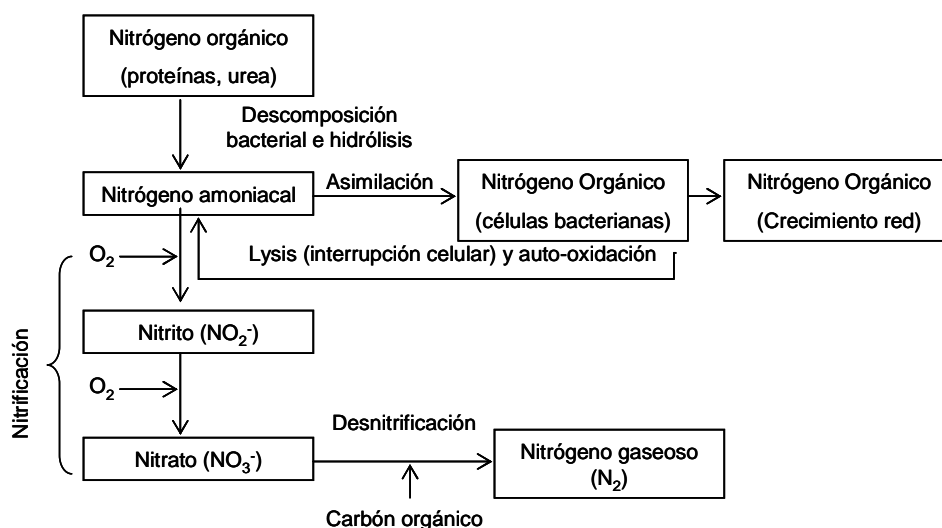 Nitrógeno orgánico
(proteínas, urea)
Descomposición
bacterial e hidrólisis
Nitrógeno amoniacal
Asimilación
Nitrógeno Orgánico
(células bacterianas)
Nitrógeno Orgánico
(Crecimiento red)
Lysis (interrupción celular) y auto-oxidación
O₂
Nitrito (NO₂⁻)
Nitrificación
O₂
Desnitrificación
Nitrato (NO₃⁻)
Nitrógeno gaseoso
(N₂)
Carbón orgánico